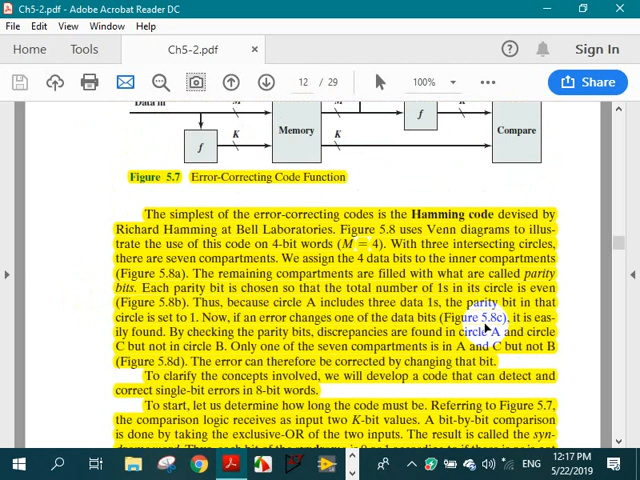 Ch5-2.pdf - Adobe Acrobat Reader DC
File Edit View Window Help
Home Tools Ch5-2.pdf × Sign In
12 / 29 100% Share
Data in M M K
f Memory f Compare
K K
Figure 5.7 Error-Correcting Code Function
The simplest of the error-correcting codes is the Hamming code devised by
Richard Hamming at Bell Laboratories. Figure 5.8 uses Venn diagrams to illus-
trate the use of this code on 4-bit words (M = 4). With three intersecting circles,
there are seven compartments. We assign the 4 data bits to the inner compartments
(Figure 5.8a). The remaining compartments are filled with what are called parity
bits. Each parity bit is chosen so that the total number of 1s in its circle is even
(Figure 5.8b). Thus, because circle A includes three data 1s, the parity bit in that
circle is set to 1. Now, if an error changes one of the data bits (Figure 5.8c), it is eas-
ily found. By checking the parity bits, discrepancies are found in circle A and circle
C but not in circle B. Only one of the seven compartments is in A and C but not B
(Figure 5.8d). The error can therefore be corrected by changing that bit.
To clarify the concepts involved, we will develop a code that can detect and
correct single-bit errors in 8-bit words.
To start, let us determine how long the code must be. Referring to Figure 5.7,
the comparison logic receives as input two K-bit values. A bit-by-bit comparison
is done by taking the exclusive-OR of the two inputs. The result is called the syn-
ENG 12:17 PM
5/22/2019